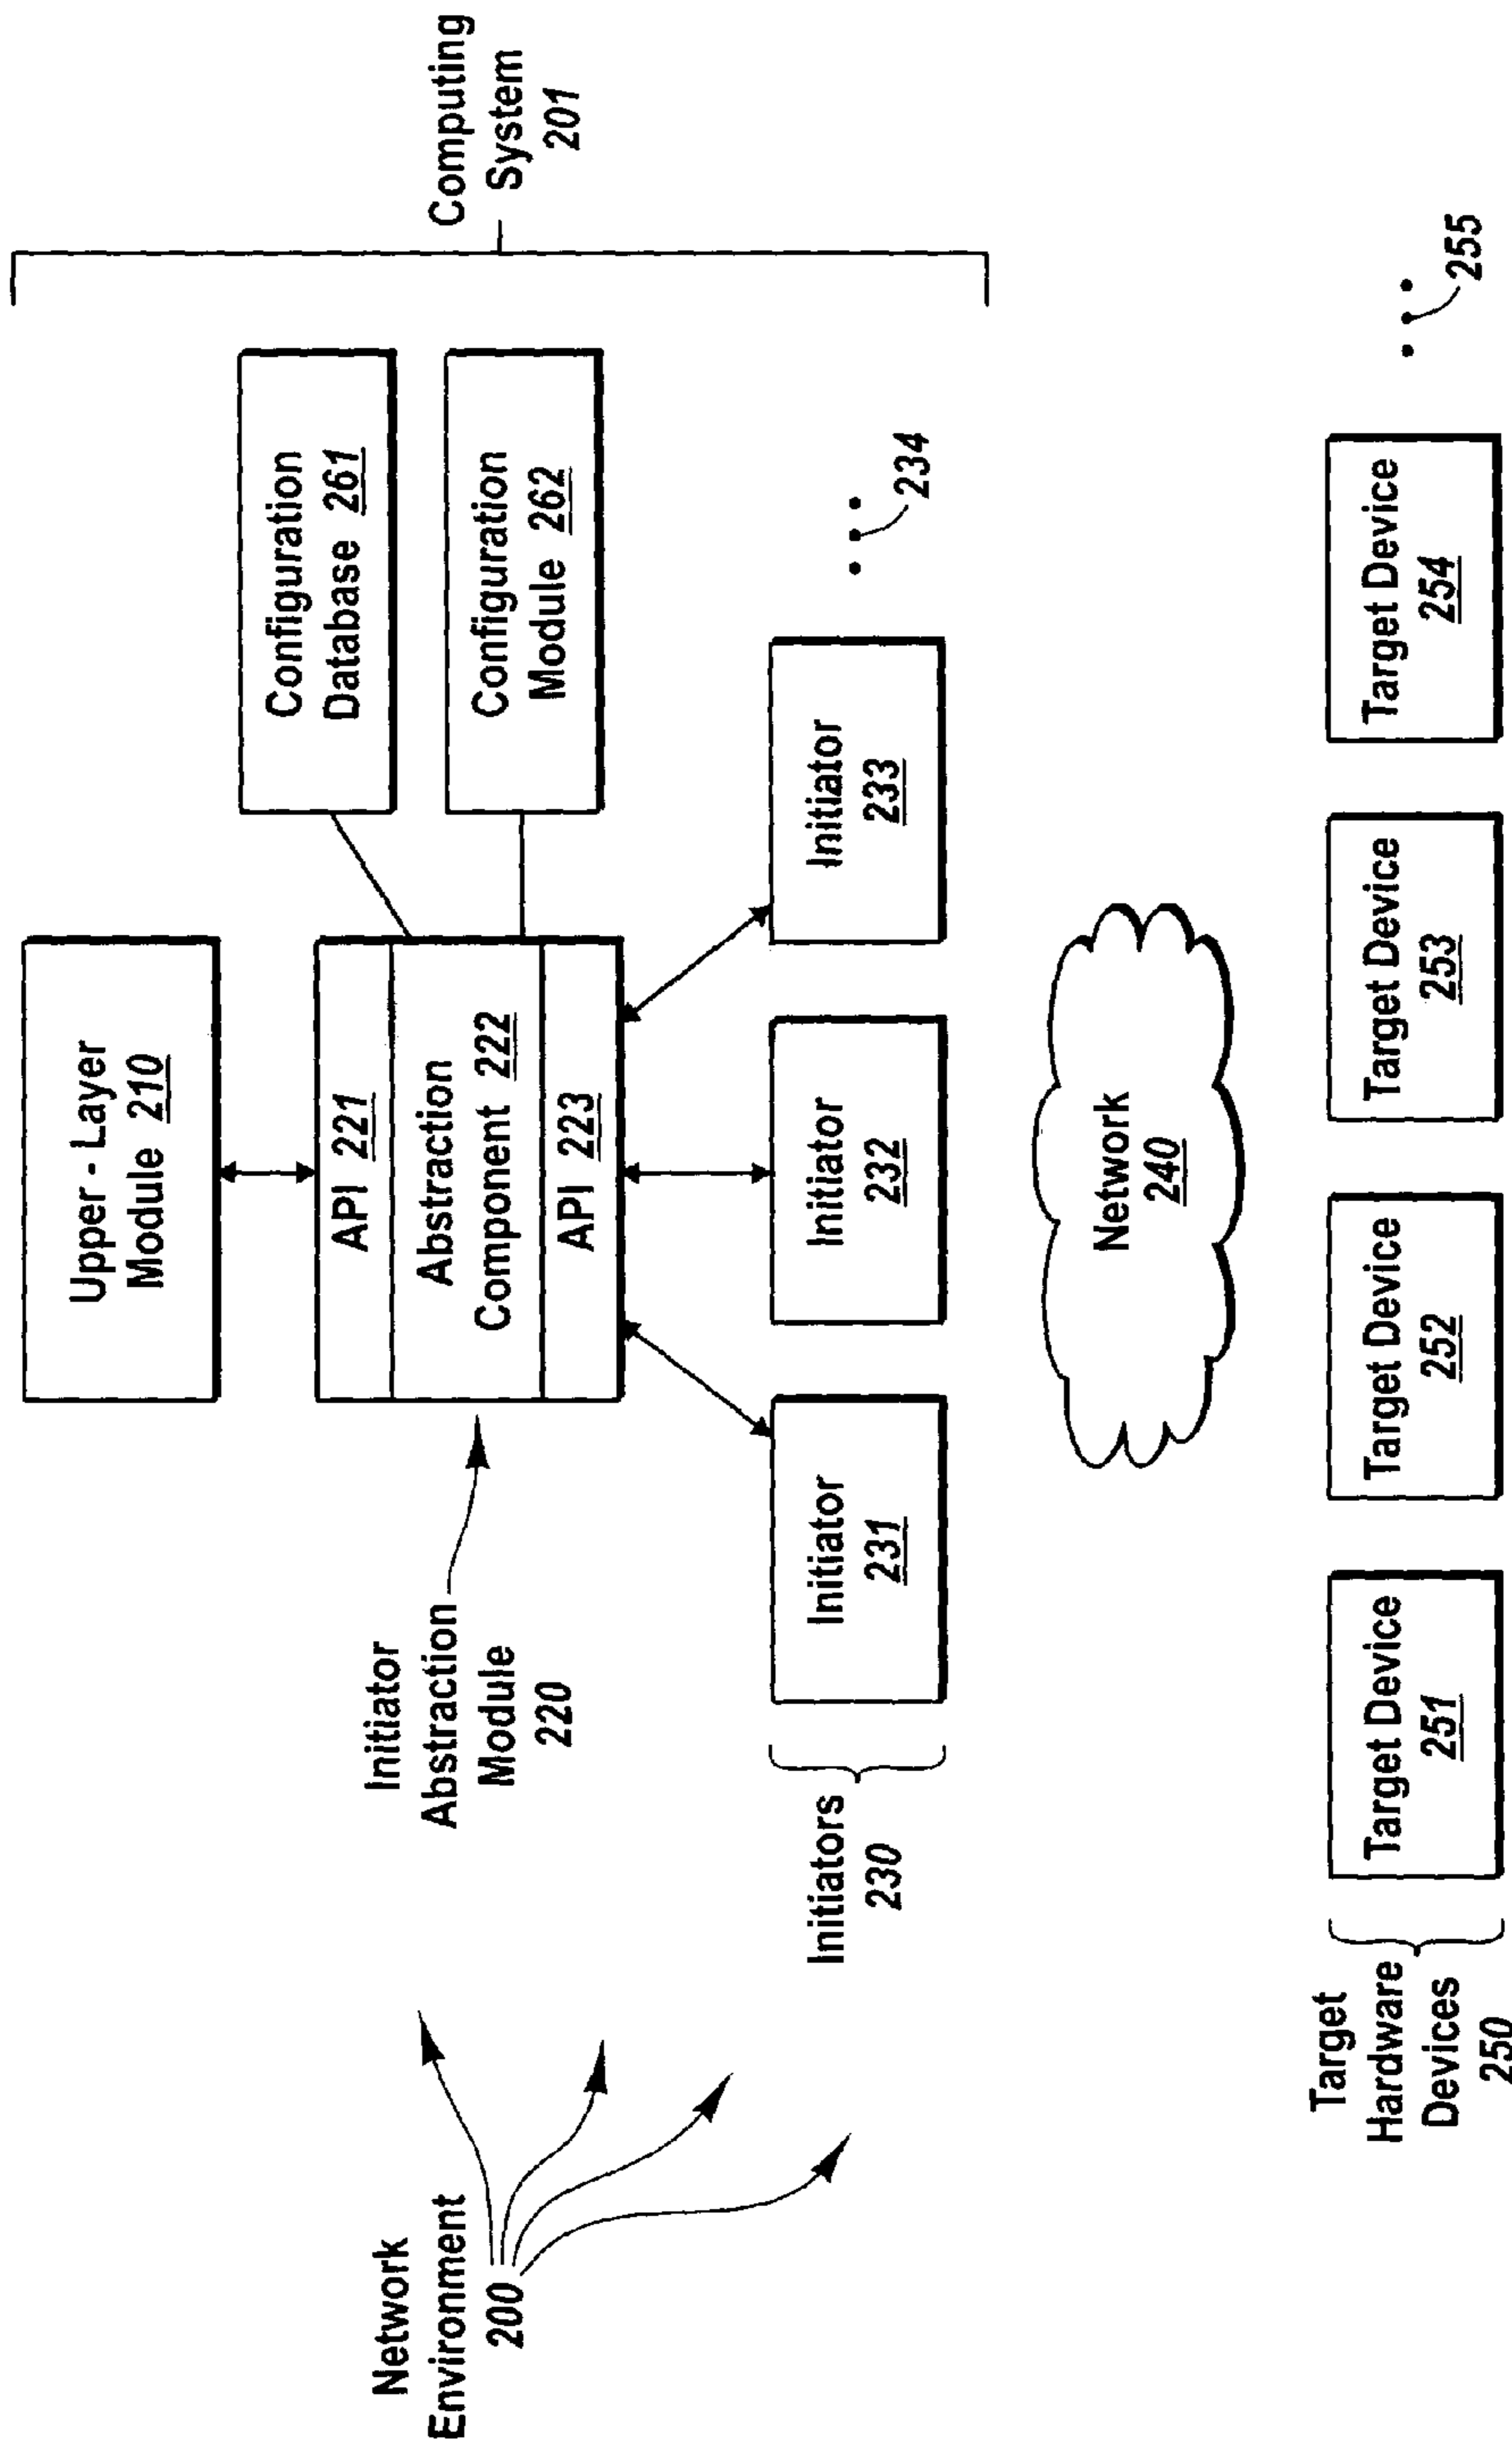 Upper - Layer
Module 210
Computing
System
201
API 221
Abstraction
Component 222
API 223
Configuration
Database 261
Configuration
Module 262
Initiator
Abstraction
Module
220
Network
Environment
200
Initiators
230
Initiator
231
Initiator
232
Initiator
233
234
Network
240
Target
Hardware
Devices
250
Target Device
251
Target Device
252
Target Device
253
Target Device
254
255